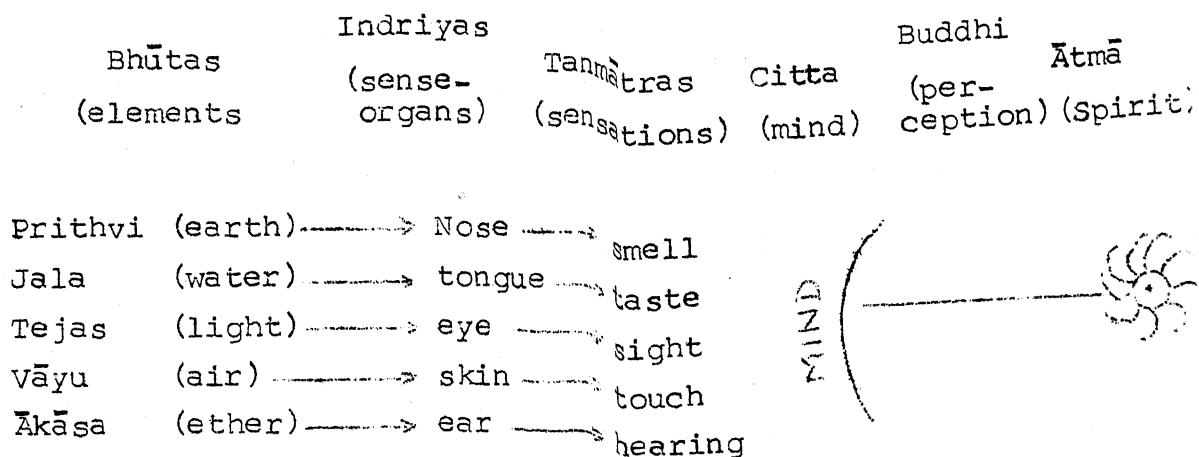 Bhūtas
(elements
Indriyas
(sense-
organs)
Tanmātras
(sensations)
Citta
(mind)
Buddhi
(per-
ception)
Ātmā
(Spirit)
Prithvi (earth) Nose smell
Jala (water) tongue taste
Tejas (light) eye sight
Vāyu (air) skin touch
Ākāsa (ether) ear hearing
MIND